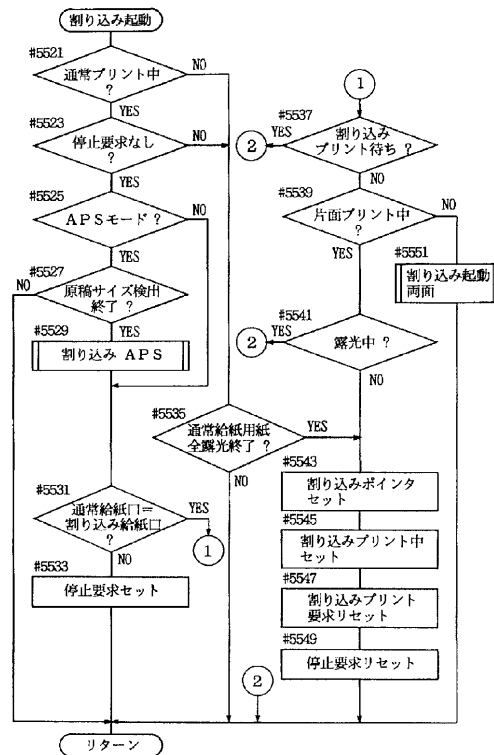 割り込み起動
#5521
通常プリント中
?
NO
YES
#5523
停止要求なし
?
NO
YES
#5525
APSモード ?
NO
YES
#5527
NO
原稿サイズ検出
終了 ?
YES
#5529
割り込み APS
#5531
通常給紙口=
割り込み給紙口
?
YES
1
NO
#5533
停止要求セット
リターン
#5535
通常給紙用紙
全露光終了 ?
YES
NO
2
1
#5537
YES
2
割り込み
プリント待ち ?
NO
#5539
片面プリント中
?
NO
YES
#5551
割り込み起動
両面
#5541
YES
2
露光中 ?
NO
#5543
割り込みポインタ
セット
#5545
割り込みプリント中
セット
#5547
割り込みプリント
要求リセット
#5549
停止要求リセット